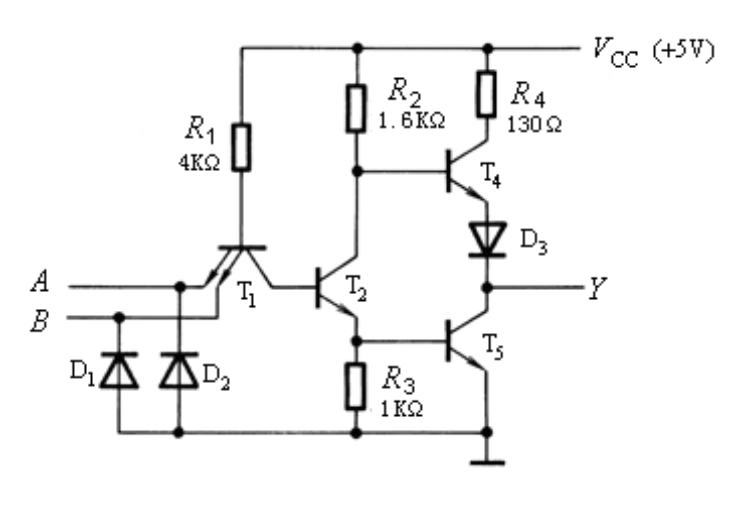 V_CC (+5V)
R_1
4KΩ
R_2
1.6KΩ
R_4
130Ω
T_4
D_3
A
B
T_1
T_2
Y
D_1
D_2
R_3
1KΩ
T_5